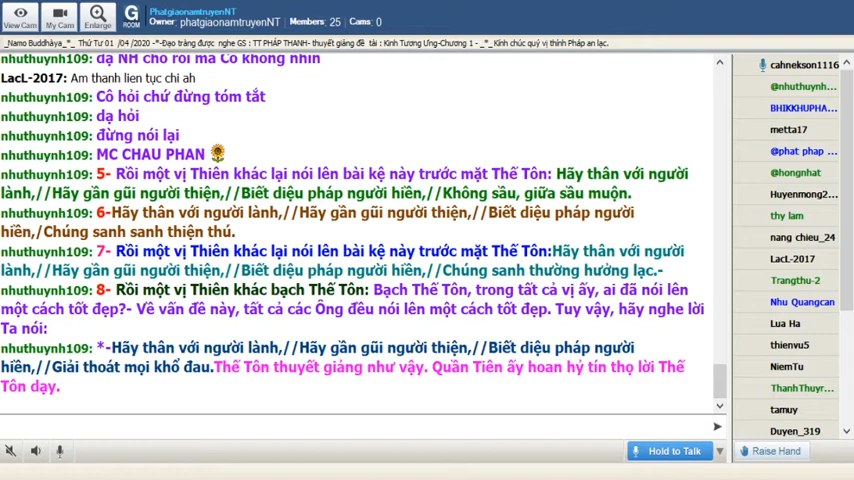 PhatgiaonamtruyenNT
Owner: phatgiaonamtruyenNT Members: 25 Cams: 0
View Cam
My Cam
Enlarge
G
ROOM
_Namo Buddhàya_*_ Thứ Tư 01 /04 /2020 -*-Đạo tràng được nghe GS : TT PHÁP THANH- thuyết giảng đề tài : Kinh Tương Ưng-Chương 1 - _*_ Kính chúc quý vị thính Pháp an lạc.
nhuthuynh109: dạ NH cho rồi mà Cô không nhìn
LacL-2017: Am thanh lien tục chi ah
nhuthuynh109: Cô hỏi chứ đừng tóm tắt
nhuthuynh109: dạ hỏi
nhuthuynh109: đừng nói lại
nhuthuynh109: MC CHAU PHAN
nhuthuynh109: 5- Rồi một vị Thiên khác lại nói lên bài kệ này trước mặt Thế Tôn: Hãy thân với người
lành,//Hãy gần gũi người thiện,//Biết diệu pháp người hiền,//Không sầu, giữa sầu muộn.
nhuthuynh109: 6-Hãy thân với người lành,//Hãy gần gũi người thiện,//Biết diệu pháp người
hiền,/Chúng sanh sanh thiện thú.
nhuthuynh109: 7- Rồi một vị Thiên khác lại nói lên bài kệ này trước mặt Thế Tôn:Hãy thân với người
lành,//Hãy gần gũi người thiện,//Biết diệu pháp người hiền,//Chúng sanh thường hưởng lạc.-
nhuthuynh109: 8- Rồi một vị Thiên khác bạch Thế Tôn: Bạch Thế Tôn, trong tất cả vị ấy, ai đã nói lên
một cách tốt đẹp?- Về vấn đề này, tất cả các Ông đều nói lên một cách tốt đẹp. Tuy vậy, hãy nghe lời
Ta nói:
nhuthuynh109: *-Hãy thân với người lành,//Hãy gần gũi người thiện,//Biết diệu pháp người
hiền,//Giải thoát mọi khổ đau.Thế Tôn thuyết giảng như vậy. Quần Tiên ấy hoan hỷ tín thọ lời Thế
Tôn dạy.
Hold to Talk
cahnekson1116
@nhuthuynh...
BHIKKHUPHA...
metta17
@phat phap ...
@hongnhat
Huyenmong2...
thy lam
nang chieu_24
LacL-2017
Trangthu-2
Nhu Quangcan
Lua Ha
thienvu5
NiemTu
ThanhThuyr...
tamuy
Duyen_319
Raise Hand